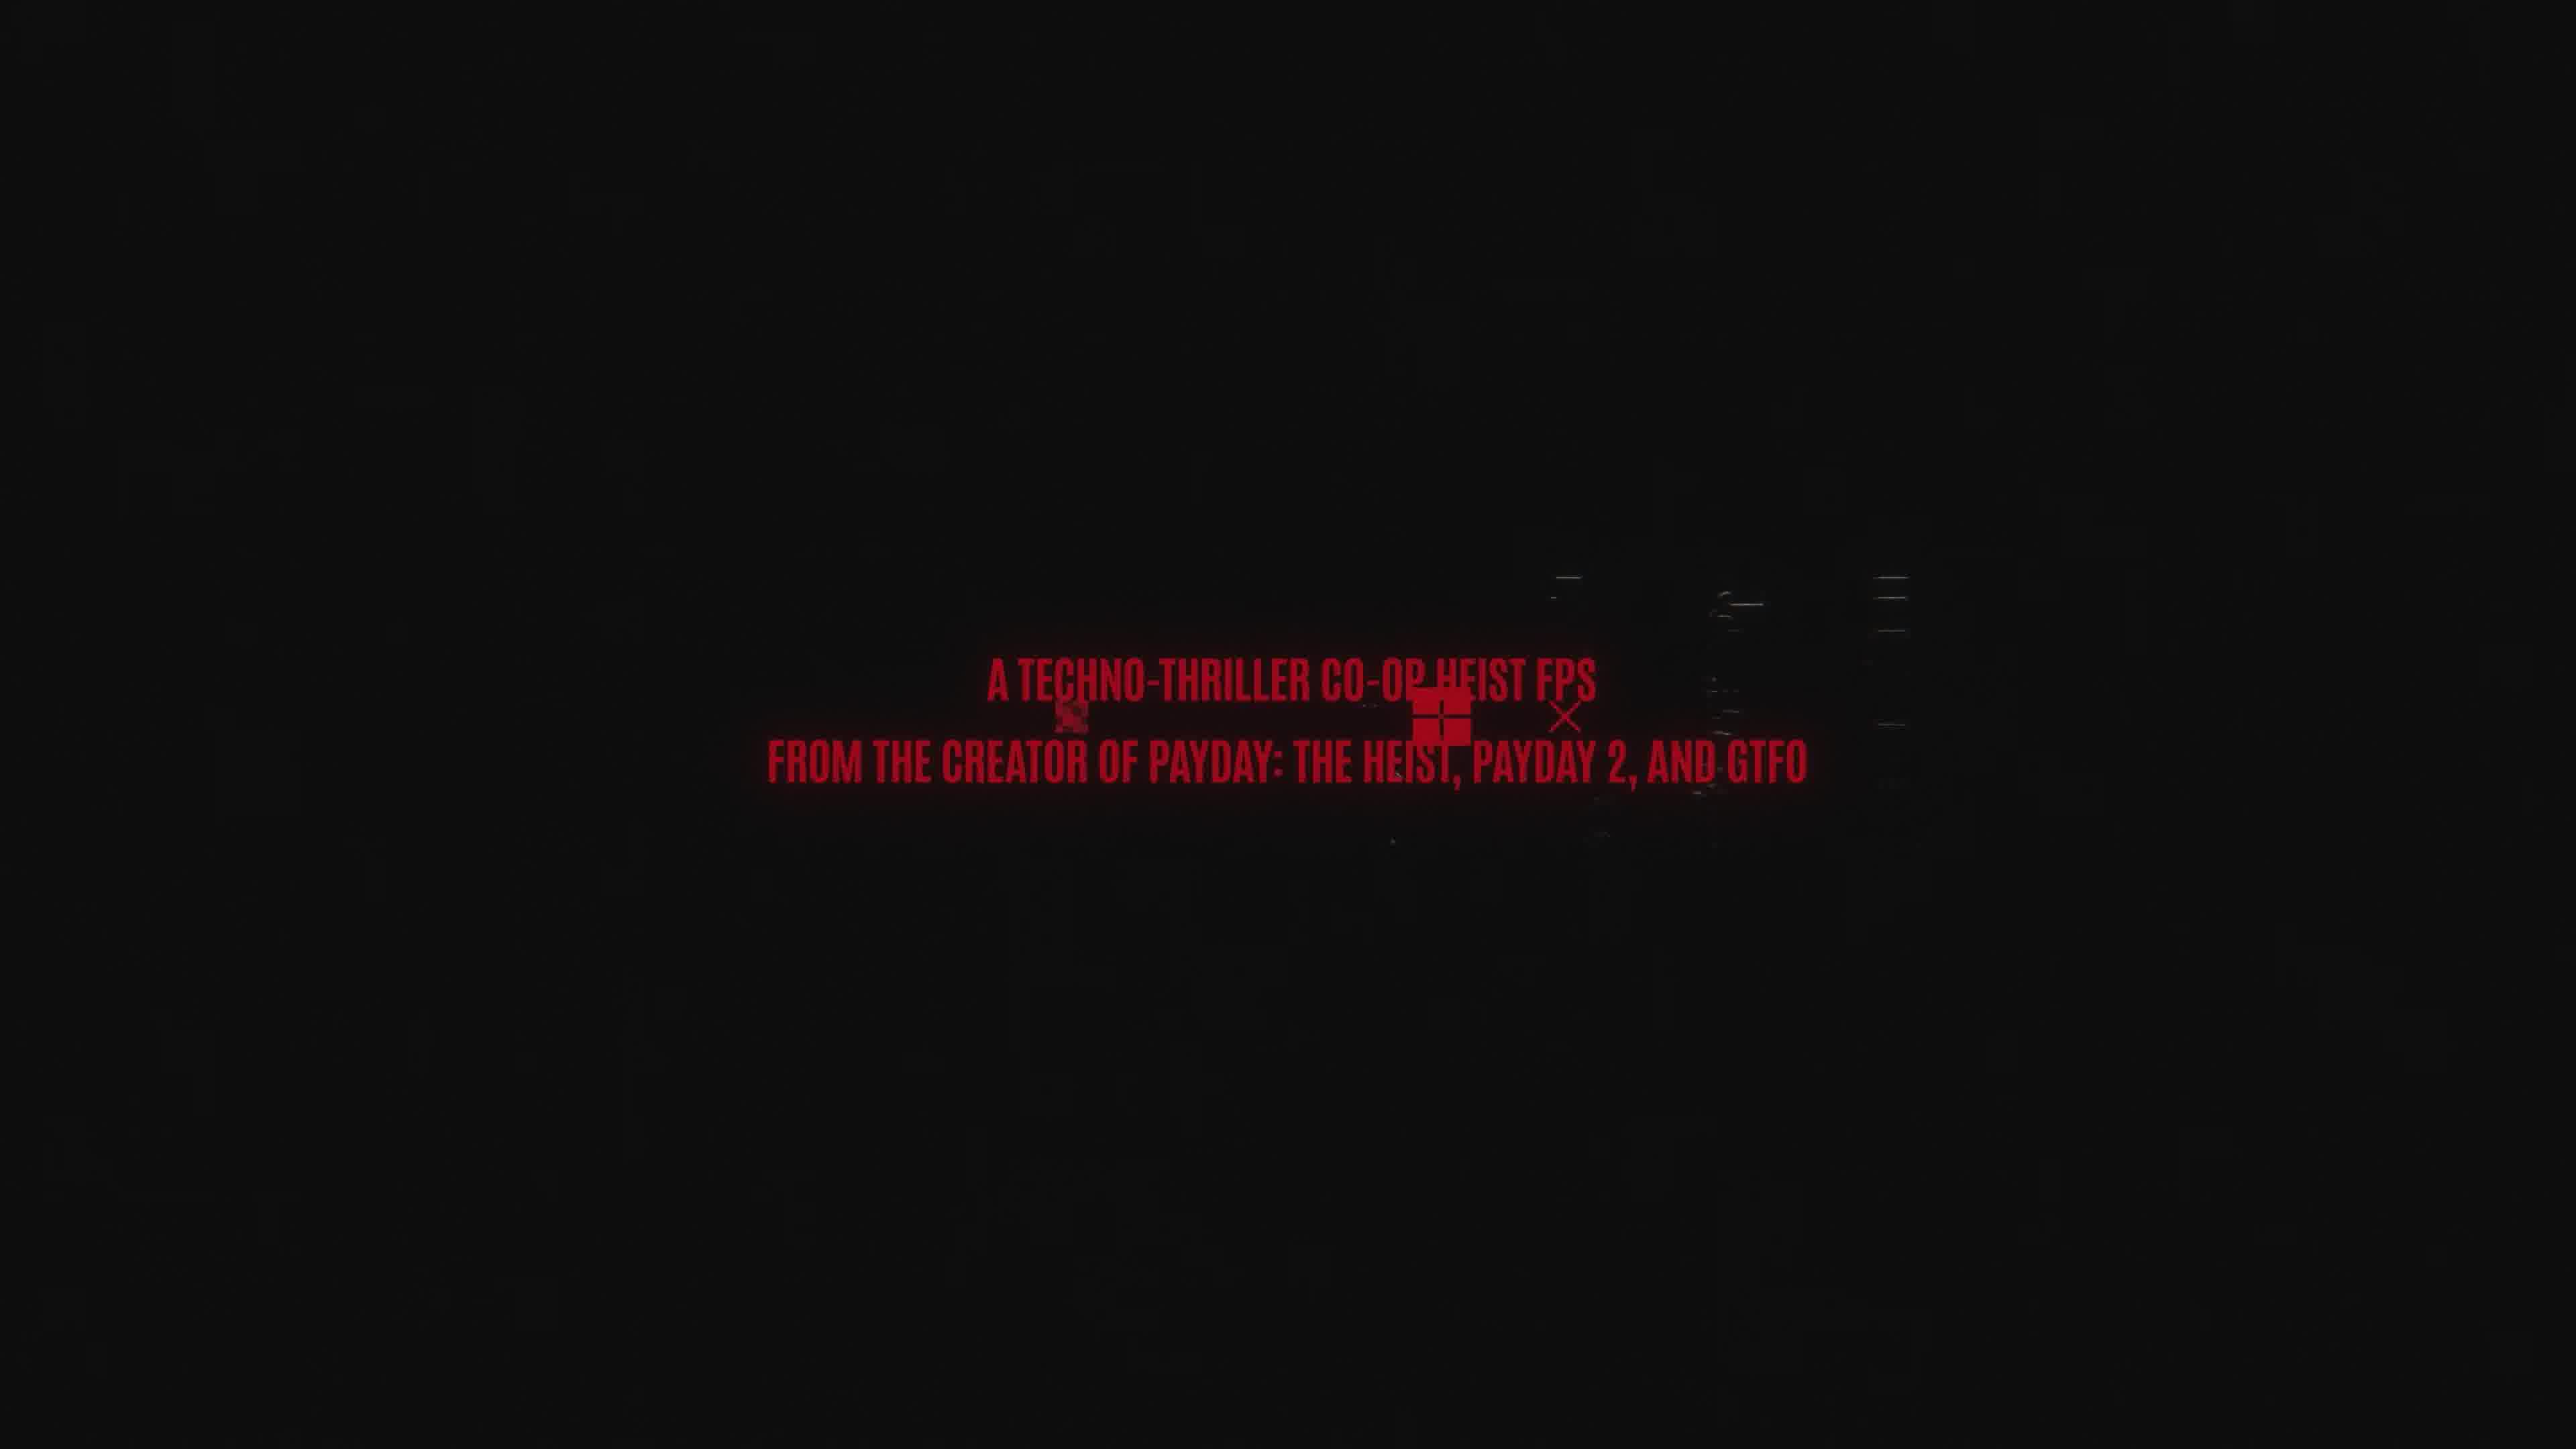 A TECHNO-THRILLER CO-OP HEIST FPS
FROM THE CREATOR OF PAYDAY: THE HEIST, PAYDAY 2, AND GTFO